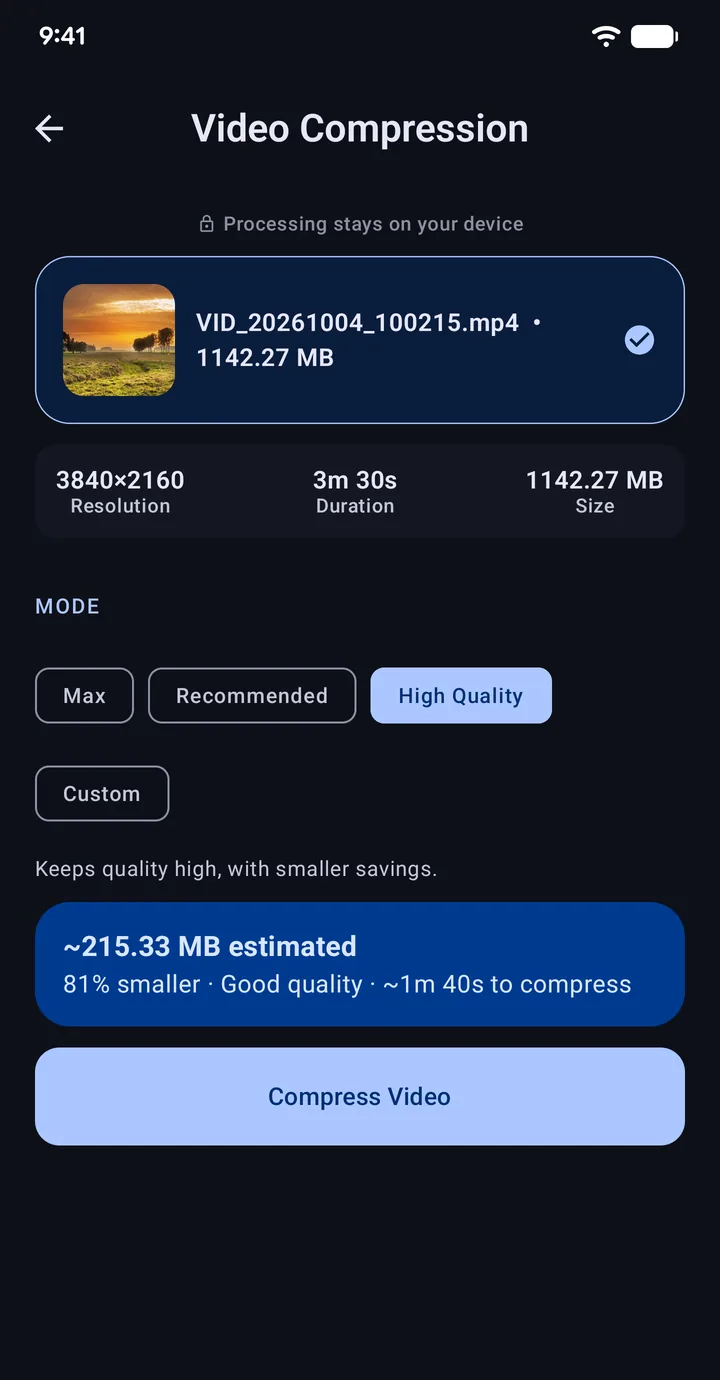 9:41
Video Compression
Processing stays on your device
VID_20261004_100215.mp4 •
1142.27 MB
3840×2160 3m 30s 1142.27 MB
Resolution Duration Size
MODE
Max Recommended High Quality
Custom
Keeps quality high, with smaller savings.
~215.33 MB estimated
81% smaller · Good quality · ~1m 40s to compress
Compress Video